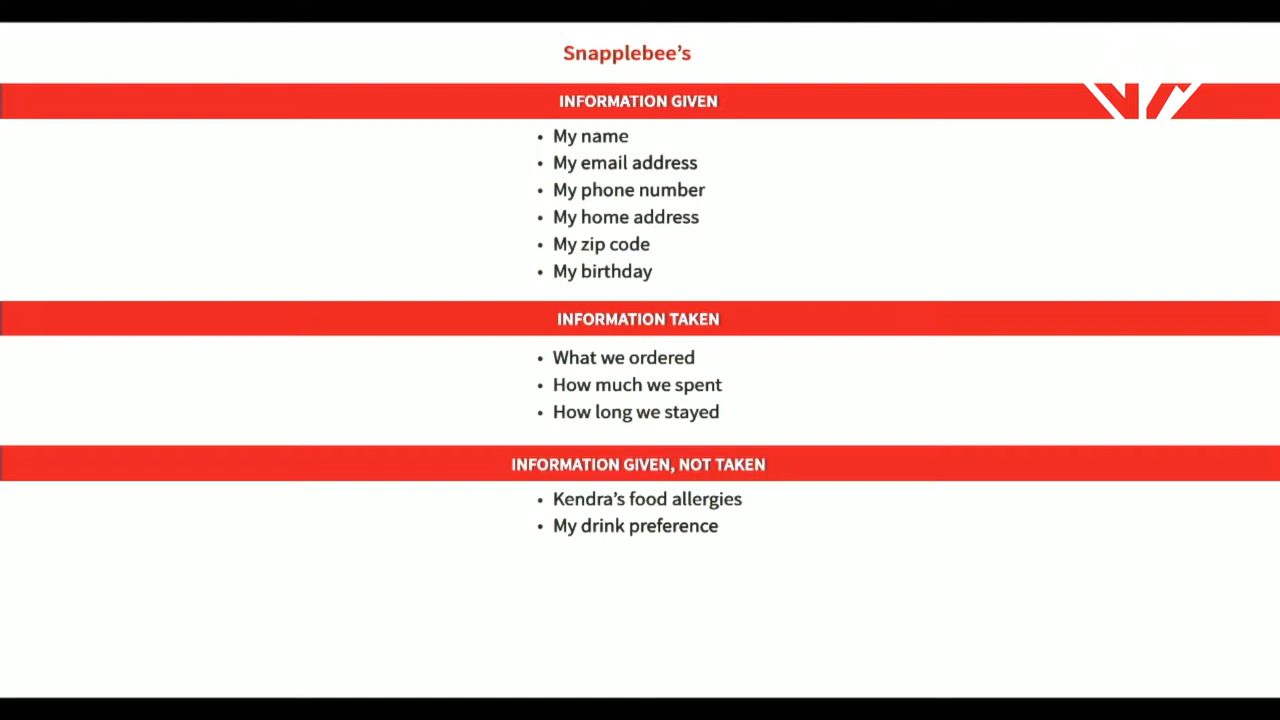 Snapplebee's
INFORMATION GIVEN
• My name
• My email address
• My phone number
• My home address
• My zip code
• My birthday
INFORMATION TAKEN
• What we ordered
• How much we spent
• How long we stayed
INFORMATION GIVEN, NOT TAKEN
• Kendra's food allergies
• My drink preference